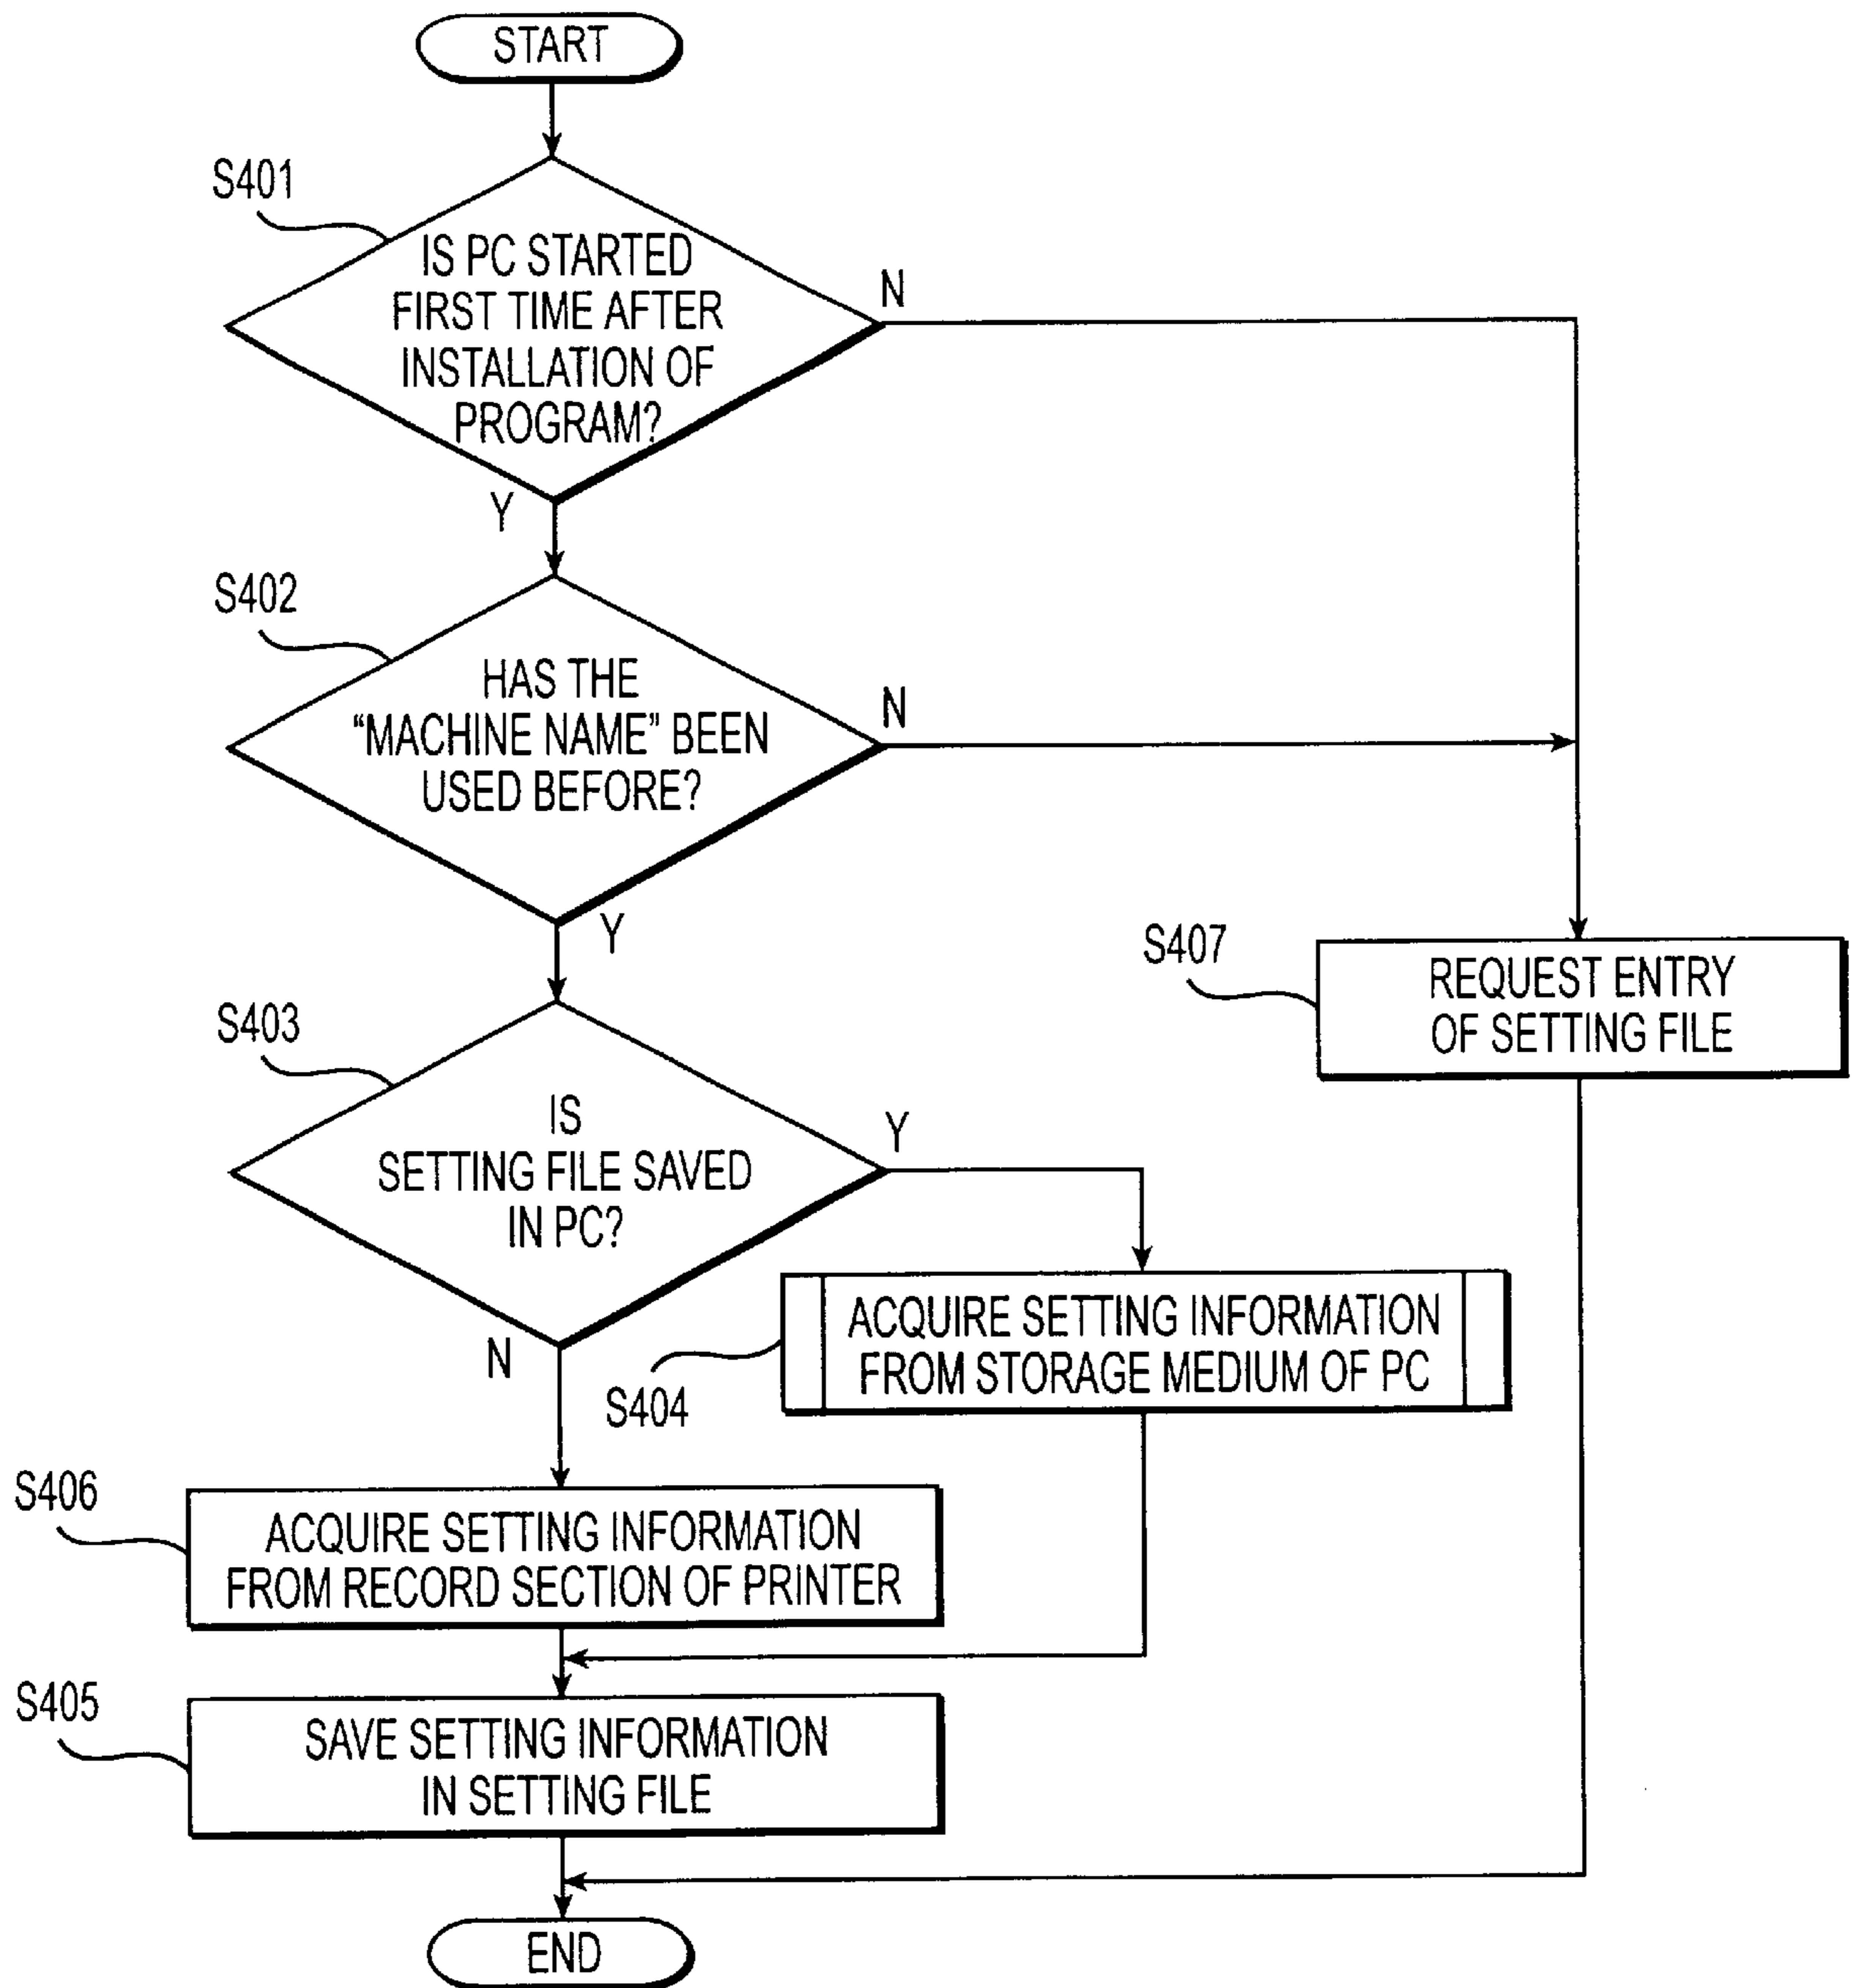 START
S401
IS PC STARTED
FIRST TIME AFTER
INSTALLATION OF
PROGRAM?
N
Y
S402
HAS THE
“MACHINE NAME” BEEN
USED BEFORE?
N
Y
S407
REQUEST ENTRY
OF SETTING FILE
S403
IS
SETTING FILE SAVED
IN PC?
Y
N
S404
ACQUIRE SETTING INFORMATION
FROM STORAGE MEDIUM OF PC
S406
ACQUIRE SETTING INFORMATION
FROM RECORD SECTION OF PRINTER
S405
SAVE SETTING INFORMATION
IN SETTING FILE
END